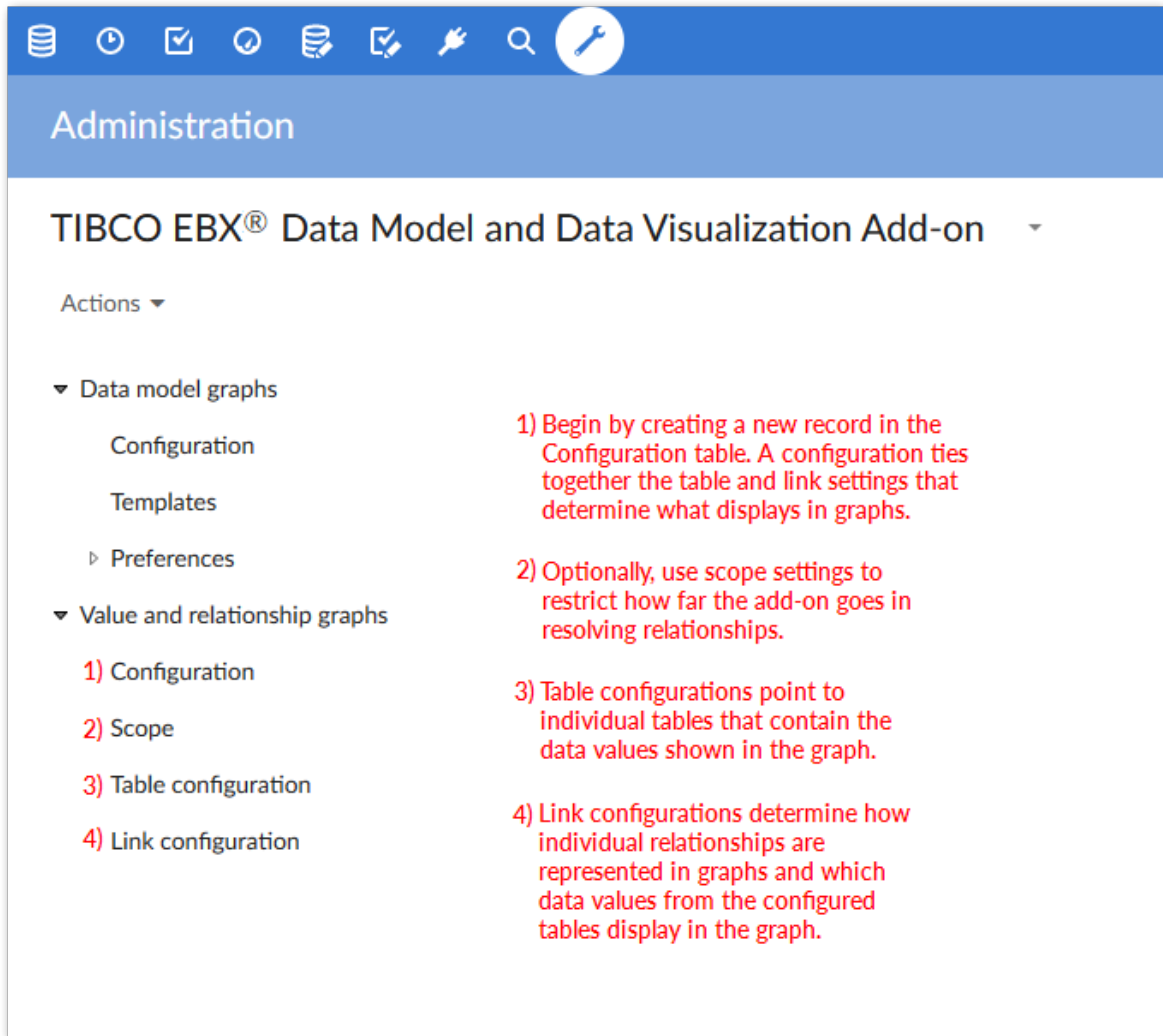 Administration
TIBCO EBX® Data Model and Data Visualization Add-on
Actions
Data model graphs
Configuration
Templates
Preferences
Value and relationship graphs
1) Configuration
2) Scope
3) Table configuration
4) Link configuration
1) Begin by creating a new record in the
Configuration table. A configuration ties
together the table and link settings that
determine what displays in graphs.
2) Optionally, use scope settings to
restrict how far the add-on goes in
resolving relationships.
3) Table configurations point to
individual tables that contain the
data values shown in the graph.
4) Link configurations determine how
individual relationships are
represented in graphs and which
data values from the configured
tables display in the graph.